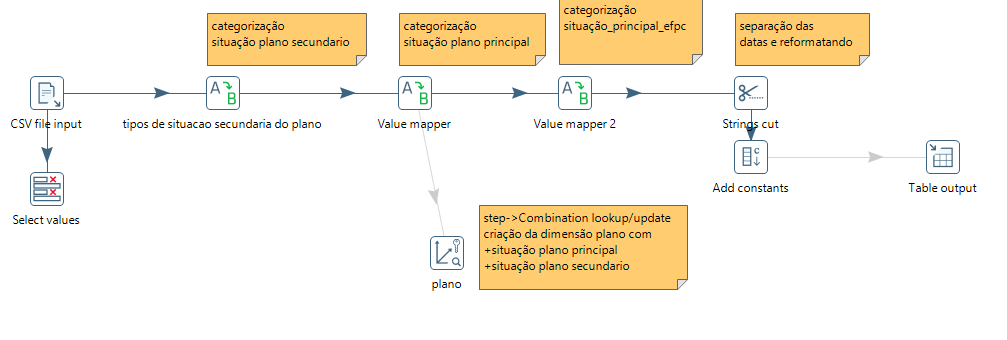 categorização
situação plano secundario
categorização
situação plano principal
categorização
situação_principal_efpc
separação das
datas e reformatando
A
B
A
B
A
B
CSV file input
tipos de situacao secundaria do plano
Value mapper
Value mapper 2
Strings cut
C
Add constants
Table output
Select values
step->Combination lookup/update
criação da dimensão plano com
+situação plano principal
+situação plano secundario
plano